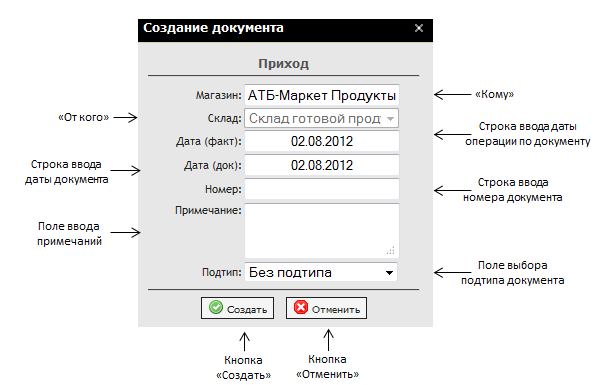 Создание документа
Приход
Магазин: АТБ-Маркет Продукты
«Кому»
«От кого»
Склад: Склад готовой прод
Строка ввода даты
операции по документу
Дата (факт): 02.08.2012
Строка ввода
даты документа
Дата (док): 02.08.2012
Номер:
Строка ввода
номера документа
Примечание:
Поле ввода
примечаний
Подтип: Без подтипа
Поле выбора
подтипа документа
Создать
Отменить
Кнопка
«Создать»
Кнопка
«Отменить»